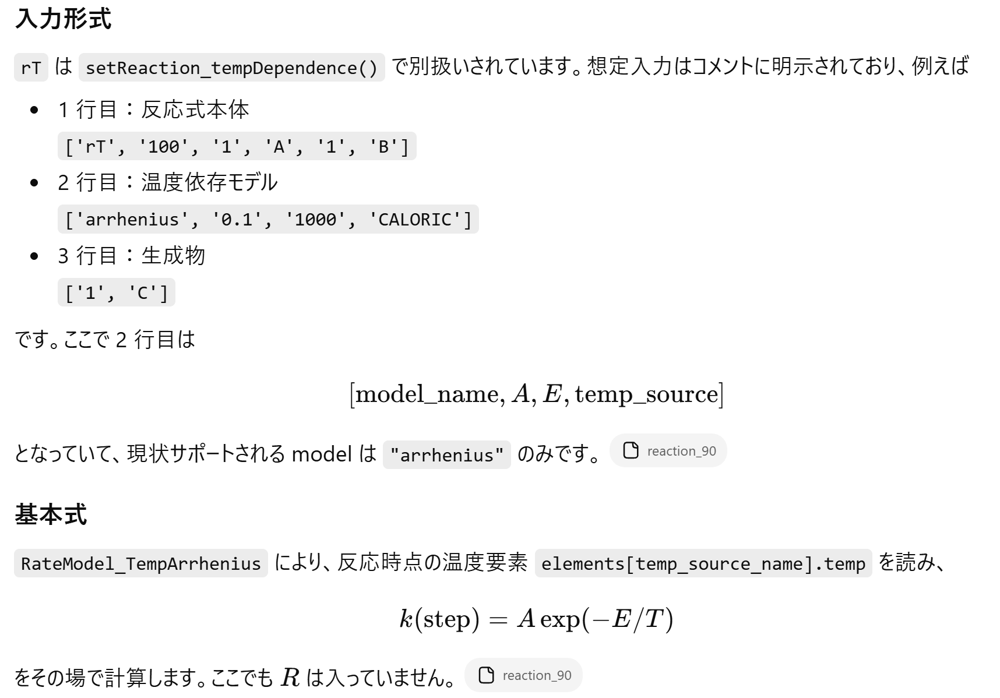 入力形式
rT は setReaction_tempDependence() で別扱いされています。想定入力はコメントに明示されており、例えば
• 1 行目：反応式本体
['rT', '100', '1', 'A', '1', 'B']
• 2 行目：温度依存モデル
['arrhenius', '0.1', '1000', 'CALORIC']
• 3 行目：生成物
['1', 'C']
です。ここで 2 行目は
[model_name, A, E, temp_source]
となっていて、現状サポートされる model は "arrhenius" のみです。 reaction_90
基本式
RateModel_TempArrhenius により、反応時点の温度要素 elements[temp_source_name].temp を読み、
k(step) = A exp(−E/T)
をその場で計算します。ここでも R は入っていません。 reaction_90